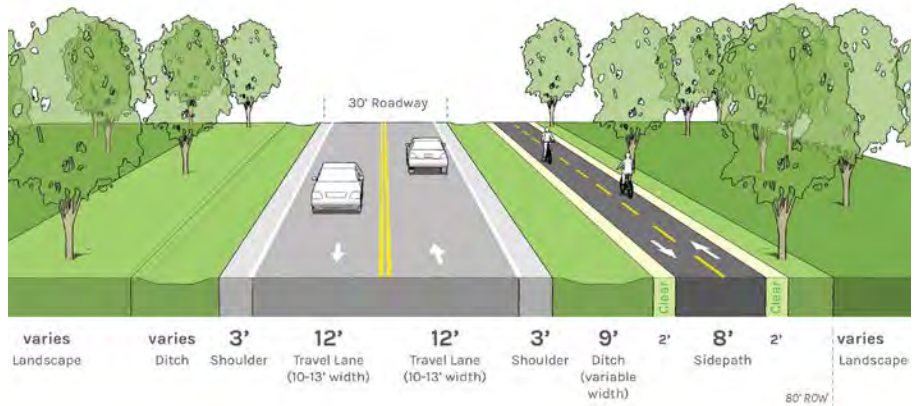 30' Roadway
Clear
Clear
varies
Landscape
varies
Ditch
3'
Shoulder
12'
Travel Lane
(10-13' width)
12'
Travel Lane
(10-13' width)
3'
Shoulder
9'
Ditch
(variable
width)
2'
8'
Sidepath
2'
varies
Landscape
80' ROW